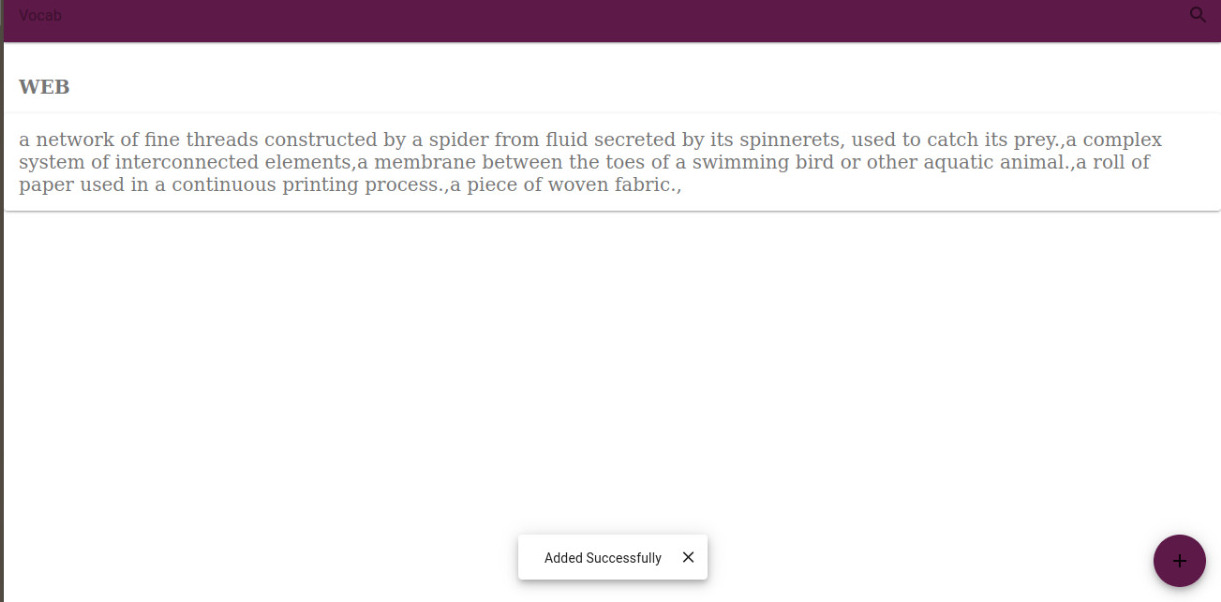 Vocab
WEB
a network of fine threads constructed by a spider from fluid secreted by its spinnerets, used to catch its prey.,a complex
system of interconnected elements,a membrane between the toes of a swimming bird or other aquatic animal.,a roll of
paper used in a continuous printing process.,a piece of woven fabric.,
Added Successfully